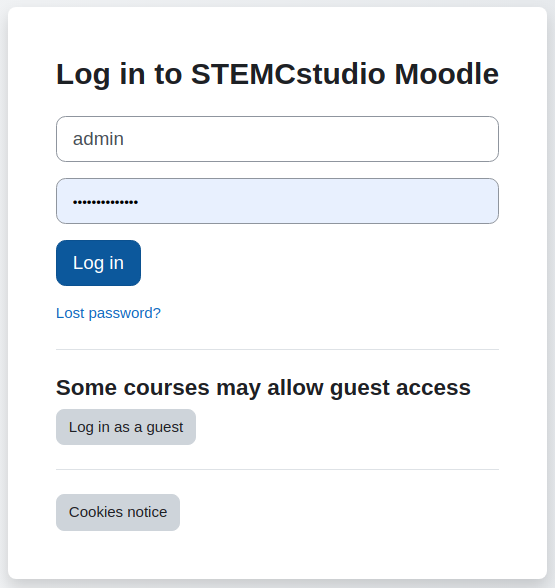 Log in to STEMCstudio Moodle
admin
••••••••••••••
Log in
Lost password?
Some courses may allow guest access
Log in as a guest
Cookies notice